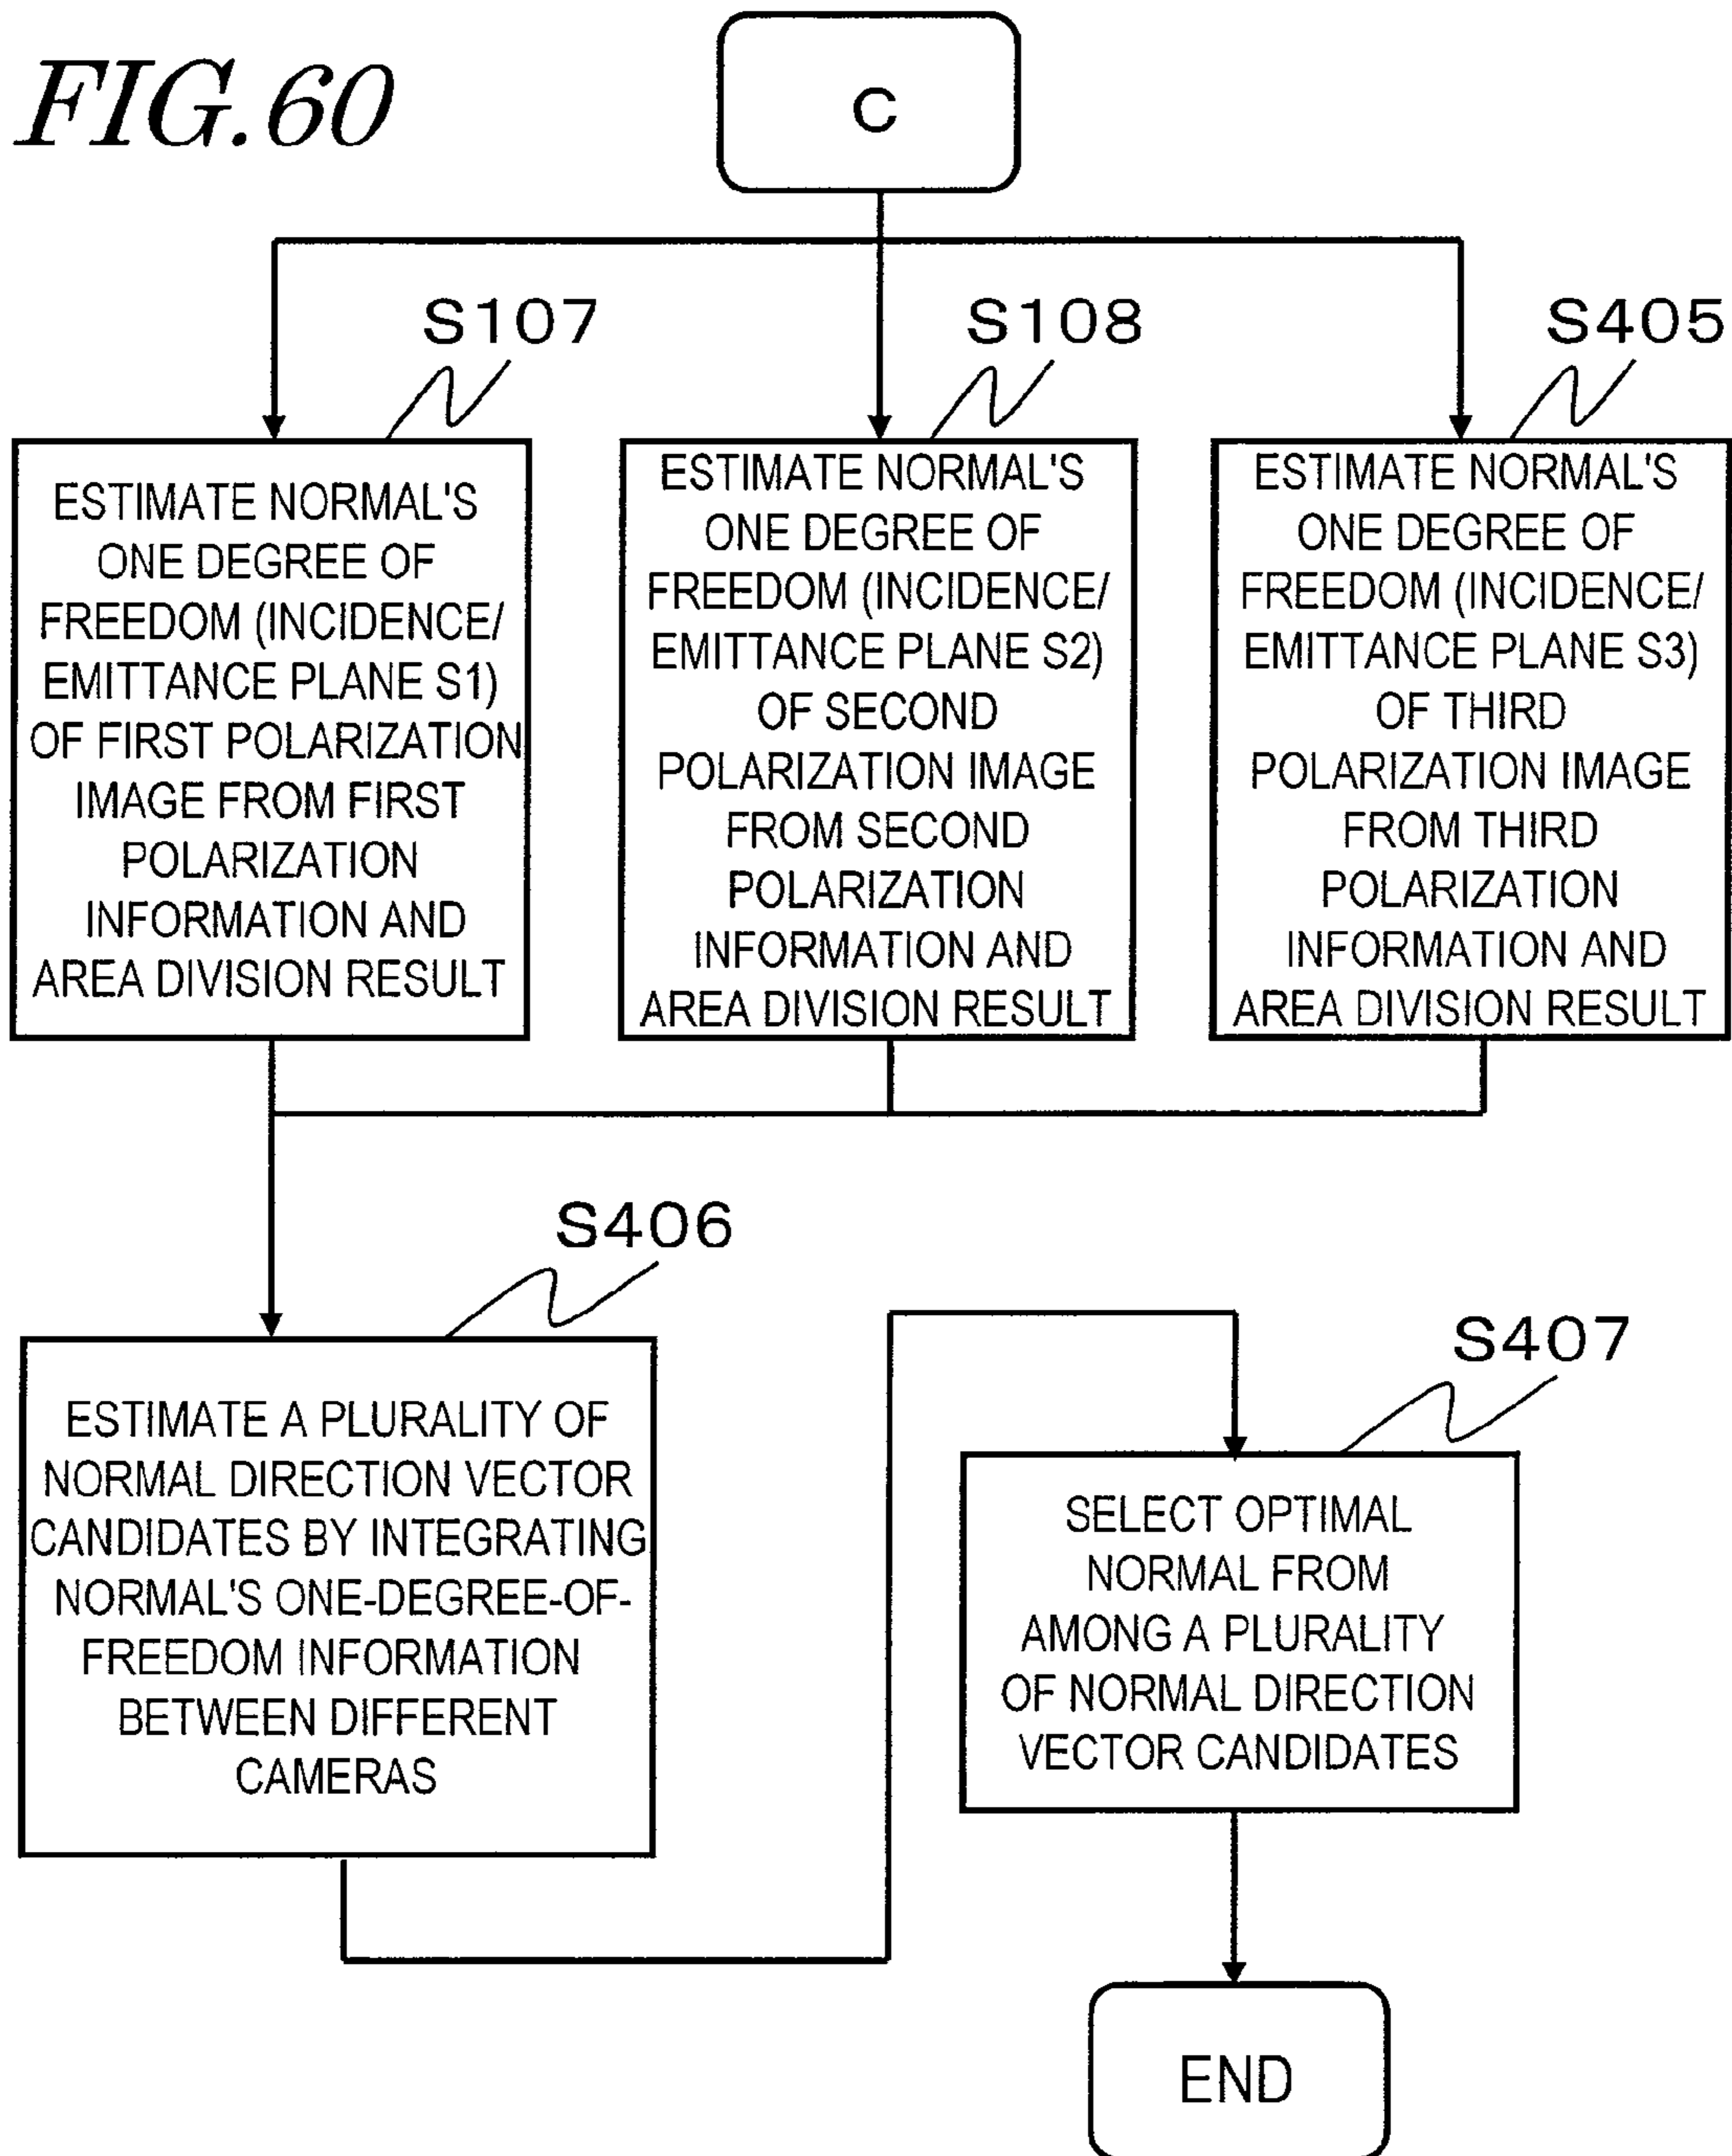 FIG.60
C
S107
S108
S405
ESTIMATE NORMAL'S
ONE DEGREE OF
FREEDOM (INCIDENCE/
EMITTANCE PLANE S1)
OF FIRST POLARIZATION
IMAGE FROM FIRST
POLARIZATION
INFORMATION AND
AREA DIVISION RESULT
ESTIMATE NORMAL'S
ONE DEGREE OF
FREEDOM (INCIDENCE/
EMITTANCE PLANE S2)
OF SECOND
POLARIZATION IMAGE
FROM SECOND
POLARIZATION
INFORMATION AND
AREA DIVISION RESULT
ESTIMATE NORMAL'S
ONE DEGREE OF
FREEDOM (INCIDENCE/
EMITTANCE PLANE S3)
OF THIRD
POLARIZATION IMAGE
FROM THIRD
POLARIZATION
INFORMATION AND
AREA DIVISION RESULT
S406
ESTIMATE A PLURALITY OF
NORMAL DIRECTION VECTOR
CANDIDATES BY INTEGRATING
NORMAL'S ONE-DEGREE-OF-
FREEDOM INFORMATION
BETWEEN DIFFERENT
CAMERAS
S407
SELECT OPTIMAL
NORMAL FROM
AMONG A PLURALITY
OF NORMAL DIRECTION
VECTOR CANDIDATES
END